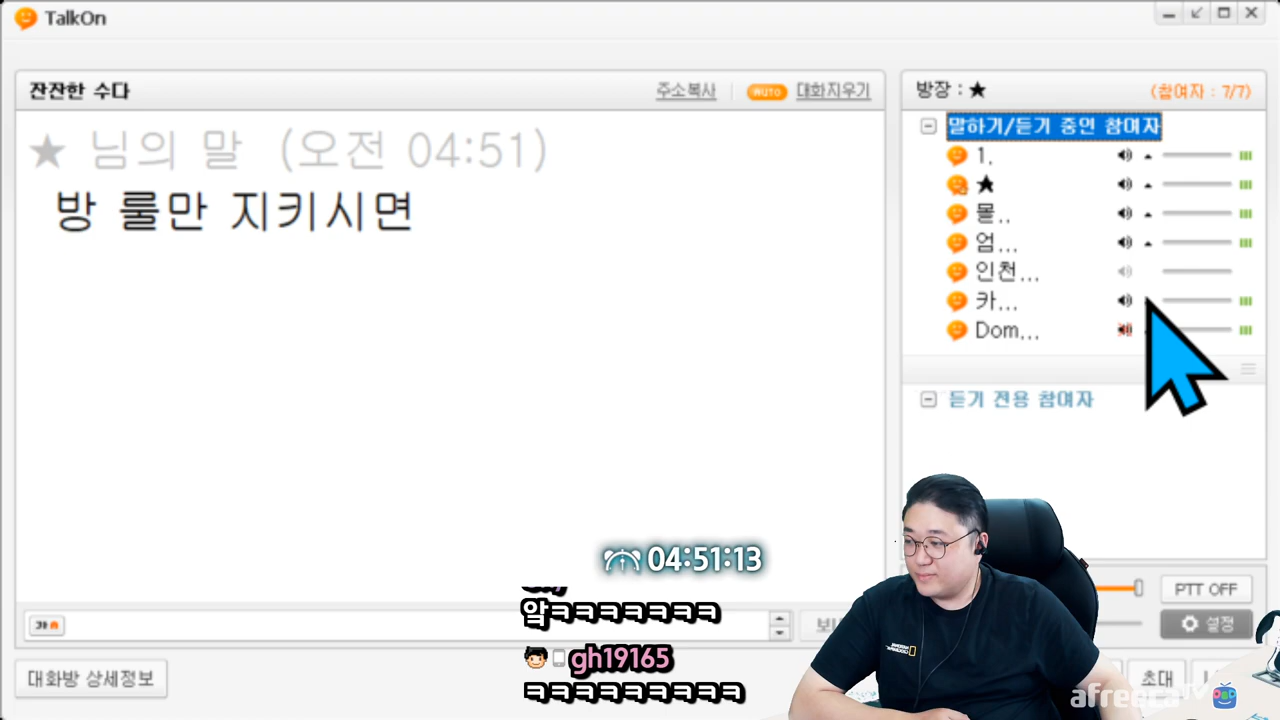 TalkOn
잔잔한 수다
주소복사
AUTO
대화지우기
★ 님의 말 (오전 04:51)
방 룰만 지키시면
방장 : ★
(참여자 : 7/7)
말하기/듣기 중인 참여자
1.
★
몰..
엄...
인천...
카...
Dom...
듣기 전용 참여자
04:51:13
앜ㅋㅋㅋㅋㅋㅋㅋ
gh19165
ㅋㅋㅋㅋㅋㅋㅋㅋㅋ
가
PTT OFF
설정
대화방 상세정보
초대
afreecaTV